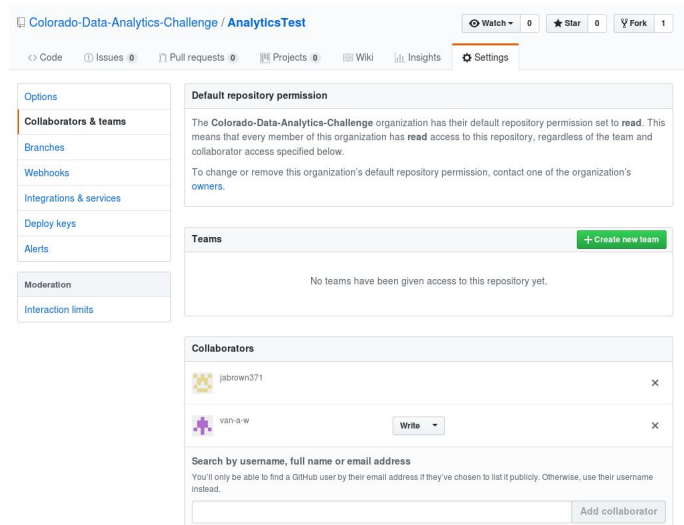 Colorado-Data-Analytics-Challenge / AnalyticsTest
Watch 0 Star 0 Fork 1
Code Issues 0 Pull requests 0 Projects 0 Wiki Insights Settings
Options
Collaborators & teams
Branches
Webhooks
Integrations & services
Deploy keys
Alerts
Moderation
Interaction limits
Default repository permission
The Colorado-Data-Analytics-Challenge organization has their default repository permission set to read. This
means that every member of this organization has read access to this repository, regardless of the team and
collaborator access specified below.
To change or remove this organization's default repository permission, contact one of the organization's
owners.
Teams
+ Create new team
No teams have been given access to this repository yet.
Collaborators
jabrown371
×
van-a-w
Write
×
Search by username, full name or email address
You'll only be able to find a GitHub user by their email address if they've chosen to list it publicly. Otherwise, use their username
instead.
Add collaborator